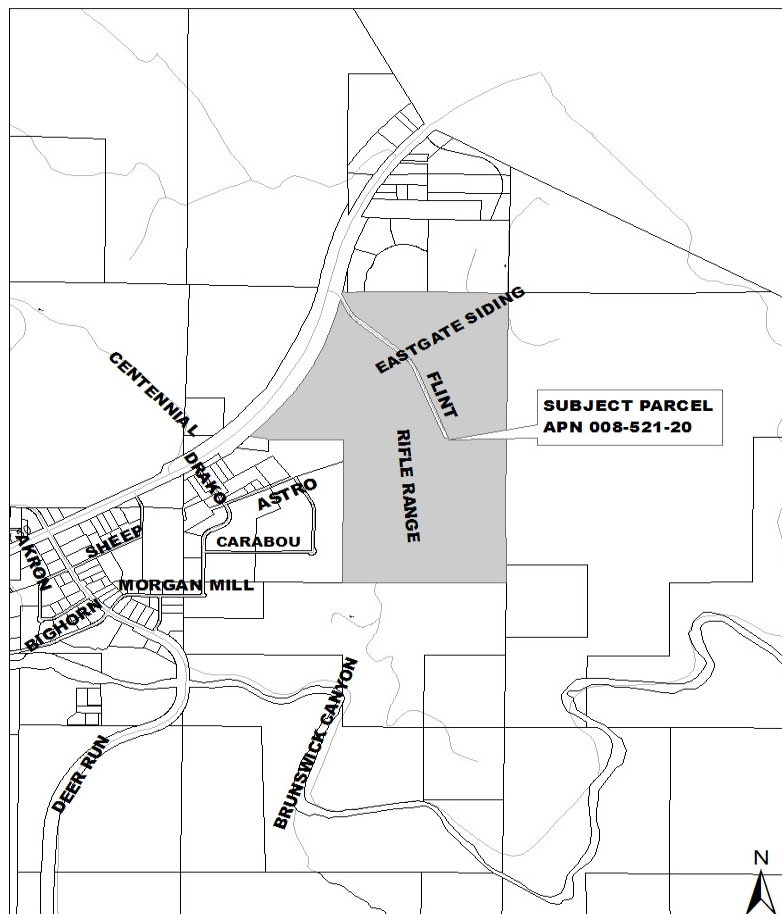 EASTGATE SIDING
CENTENNIAL
FLINT
SUBJECT PARCEL
APN 008-521-20
RIFLE RANGE
DRAKO
ASTRO
SHEEP
CARABOU
AKRON
MORGAN MILL
BIGHORN
BRUNSWICK CANYON
DEER RUN
N